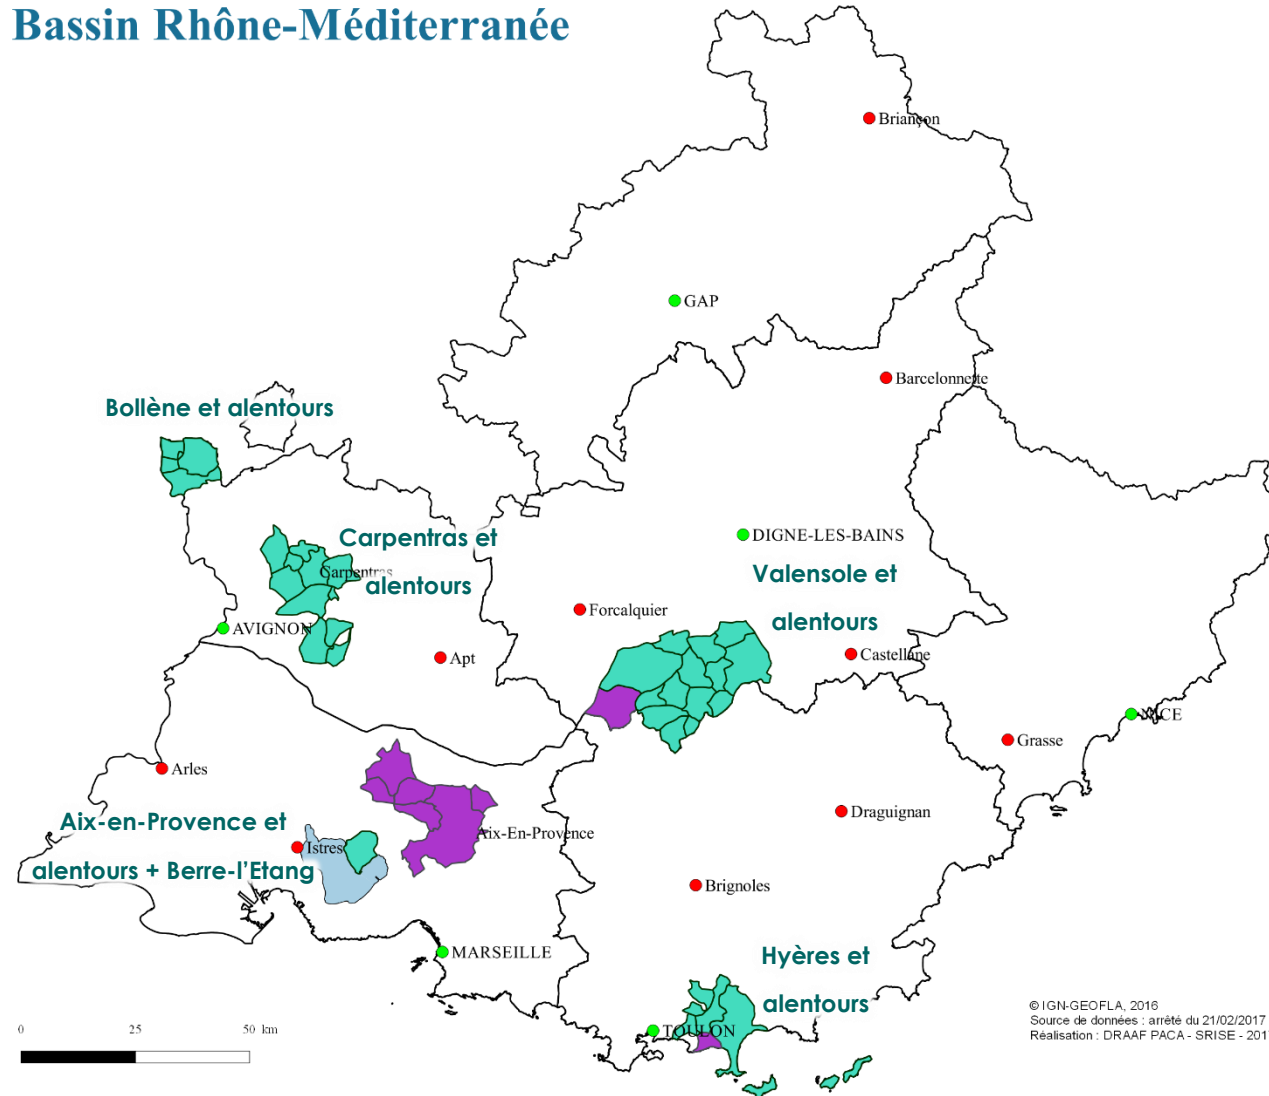 Bassin Rhône-Méditerranée
Briançon
GAP
Barcelonnette
Bollène et alentours
DIGNE-LES-BAINS
Carpentras et
alentours
Carpentras
Valensole et
alentours
Forcalquier
AVIGNON
Apt
Castellane
NICE
Grasse
Arles
Draguignan
Aix-en-Provence et
alentours + Berre-l'Etang
Aix-En-Provence
Istres
Brignoles
MARSEILLE
Hyères et
alentours
TOULON
0 25 50 km
© IGN-GEOFLA, 2016
Source de données : arrêté du 21/02/2017
Réalisation : DRAAF PACA - SRISE - 201